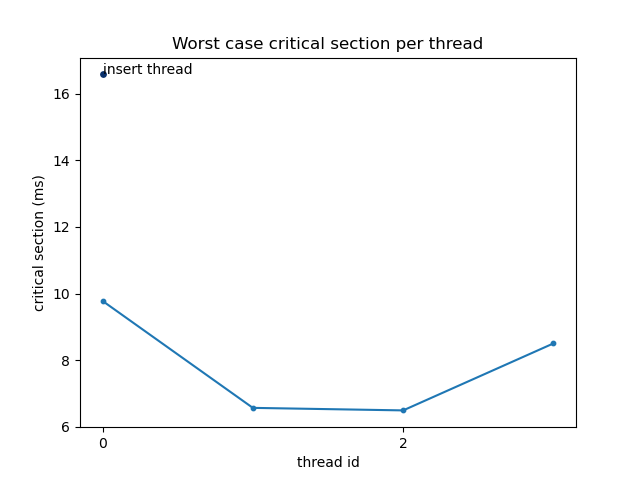 Worst case critical section per thread
insert thread
critical section (ms)
16
14
12
10
8
6
0
2
thread id